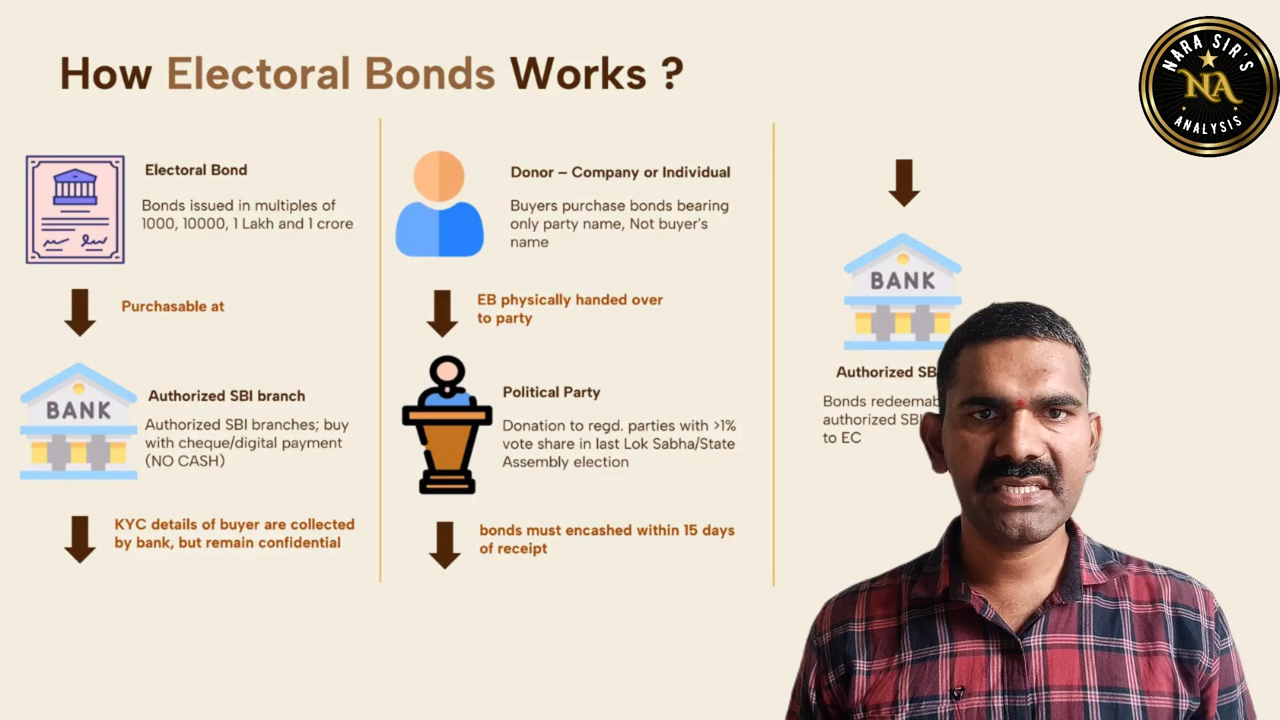 How Electoral Bonds Works ?
NARA SIR'S
NA
ANALYSIS
Electoral Bond
Bonds issued in multiples of
1000, 10000, 1 Lakh and 1 crore
Purchasable at
BANK
Authorized SBI branch
Authorized SBI branches; buy
with cheque/digital payment
(NO CASH)
KYC details of buyer are collected
by bank, but remain confidential
Donor – Company or Individual
Buyers purchase bonds bearing
only party name, Not buyer's
name
EB physically handed over
to party
Political Party
Donation to regd. parties with >1%
vote share in last Lok Sabha/State
Assembly election
bonds must encashed within 15 days
of receipt
BANK
Authorized
Bonds
authorized SBI
to EC